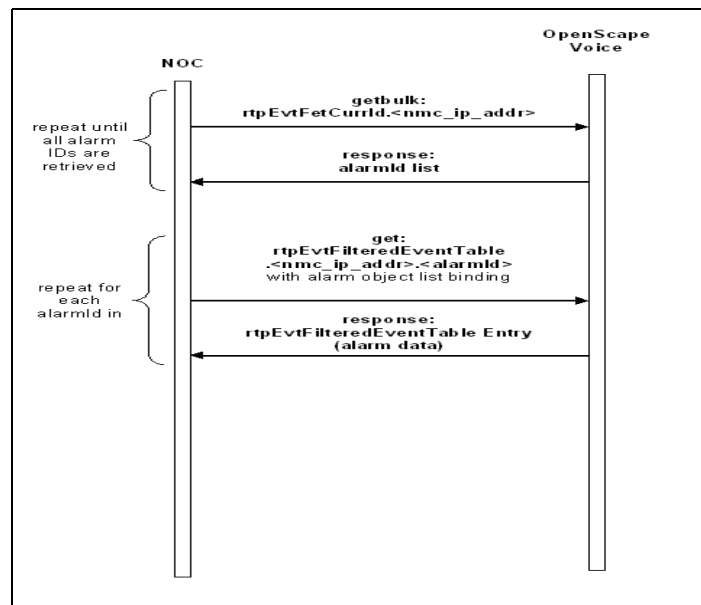 OpenScape
Voice
NOC
getbulk:
rtpEvtFetCurrId.<nmc_ip_addr>
repeat until
all alarm
IDs are
retrieved
response:
alarmId list
get:
rtpEvtFilteredEventTable
.<nmc_ip_addr>.<alarmId>
with alarm object list binding
repeat for
each
alarmId in
response:
rtpEvtFilteredEventTable Entry
(alarm data)